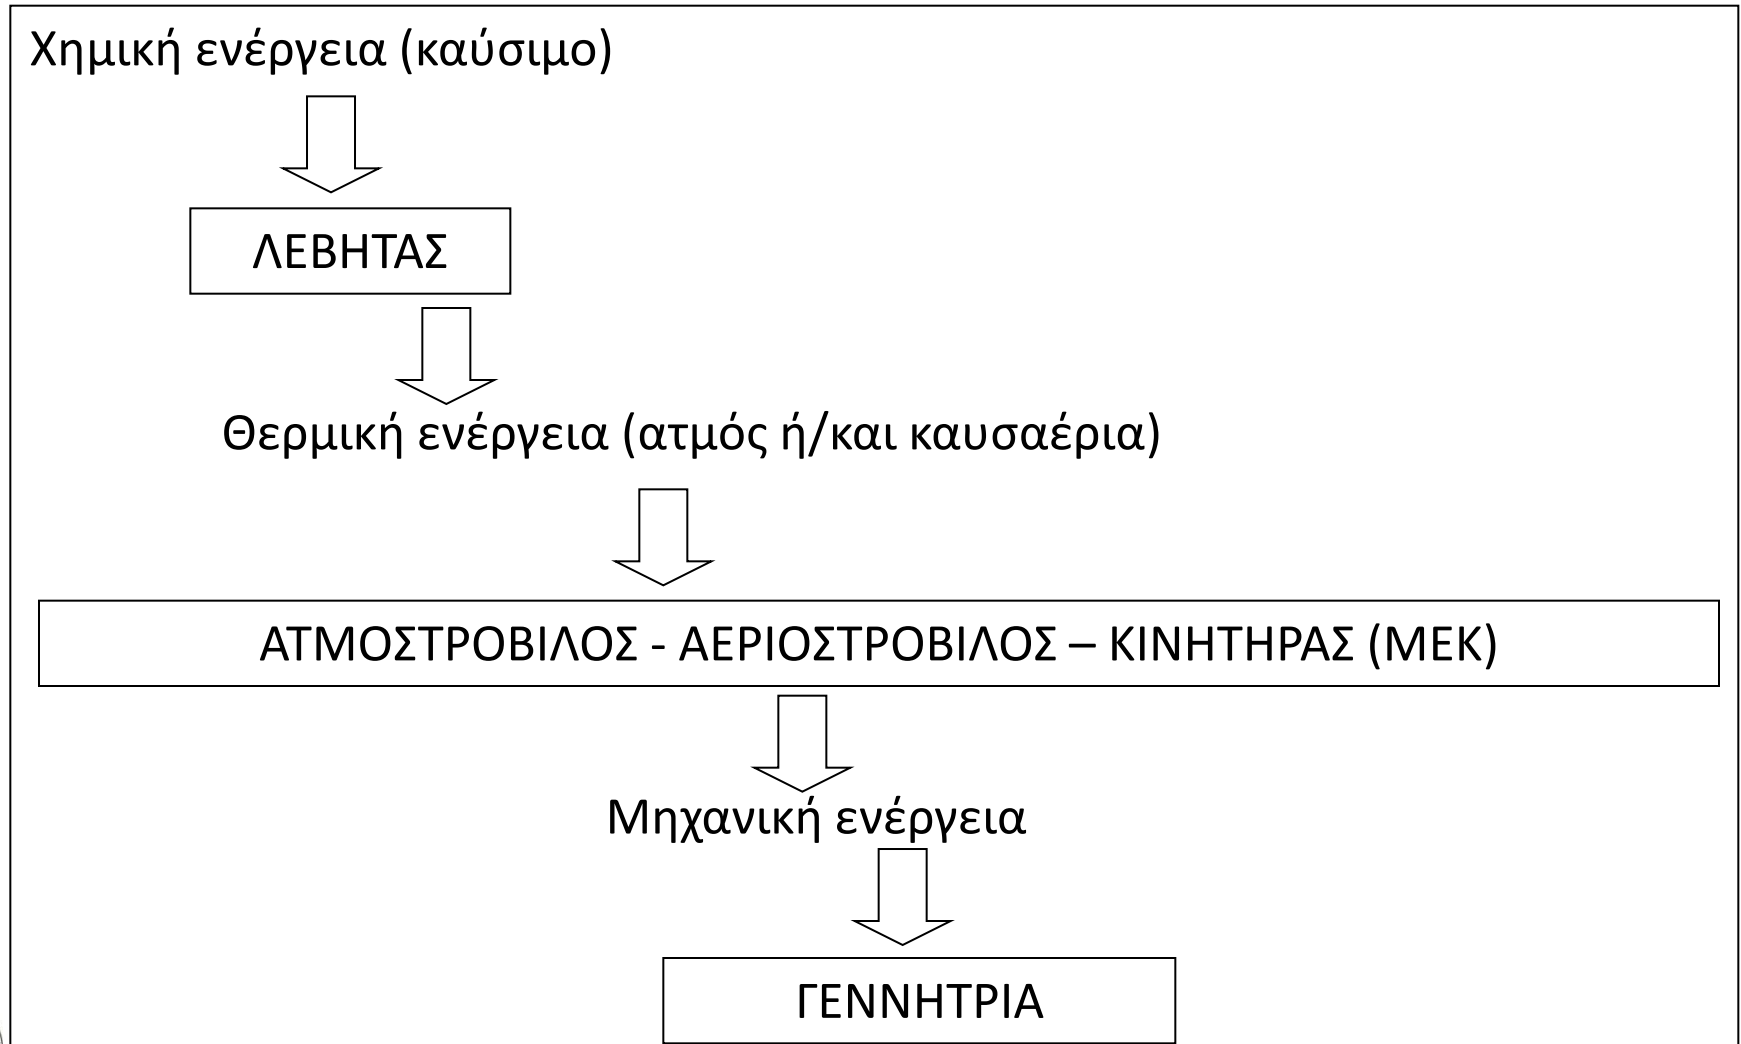 Χημική ενέργεια (καύσιμο)
ΛΕΒΗΤΑΣ
Θερμική ενέργεια (ατμός ή/και καυσαέρια)
ΑΤΜΟΣΤΡΟΒΙΛΟΣ - ΑΕΡΙΟΣΤΡΟΒΙΛΟΣ – ΚΙΝΗΤΗΡΑΣ (ΜΕΚ)
Μηχανική ενέργεια
ΓΕΝΝΗΤΡΙΑ